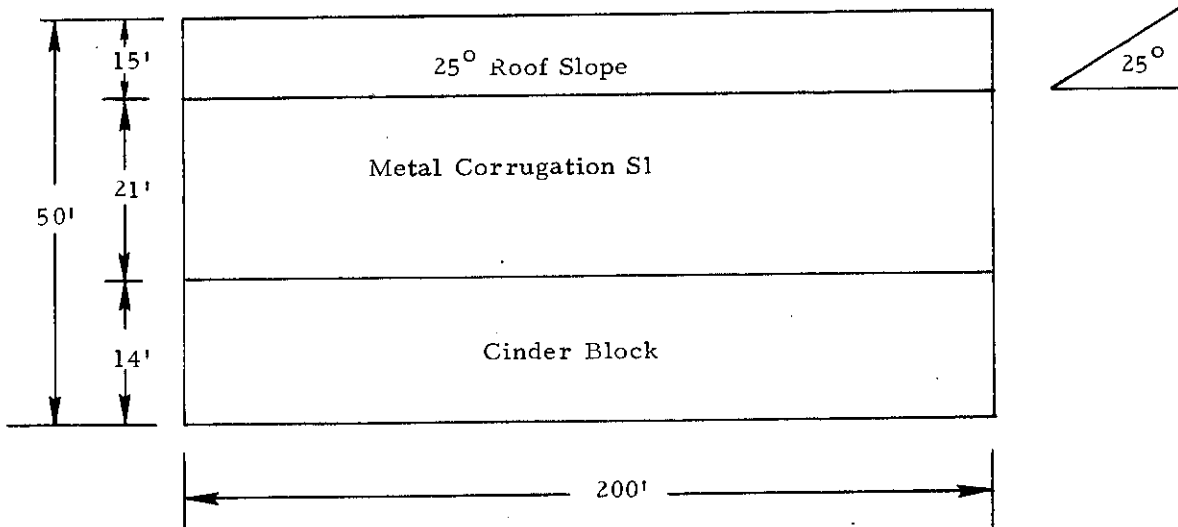 15'
25° Roof Slope
25°
Metal Corrugation S1
21'
50'
14'
Cinder Block
200'